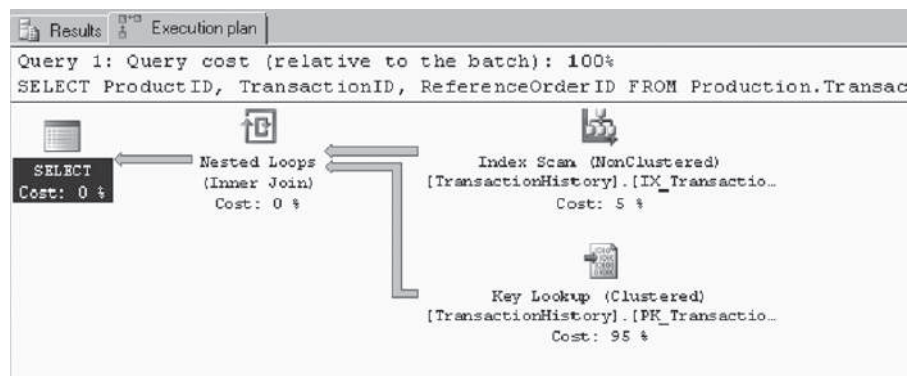 Results Execution plan
Query 1: Query cost (relative to the batch): 100%
SELECT ProductID, TransactionID, ReferenceOrderID FROM Production.Transac
SELECT
Cost: 0 %
Nested Loops
(Inner Join)
Cost: 0 %
Index Scan (NonClustered)
[TransactionHistory].[IX_Transactio…
Cost: 5 %
Key Lookup (Clustered)
[TransactionHistory].[PK_Transactio…
Cost: 95 %